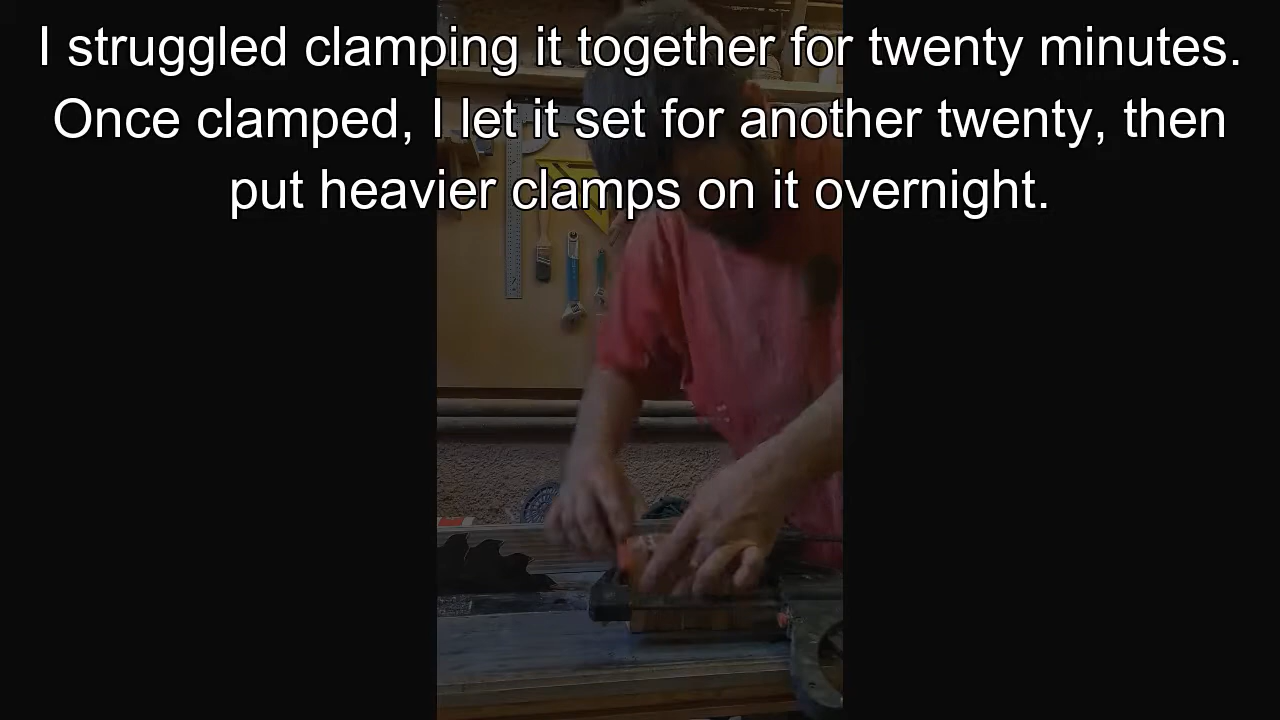 I struggled clamping it together for twenty minutes.
Once clamped, I let it set for another twenty, then
put heavier clamps on it overnight.